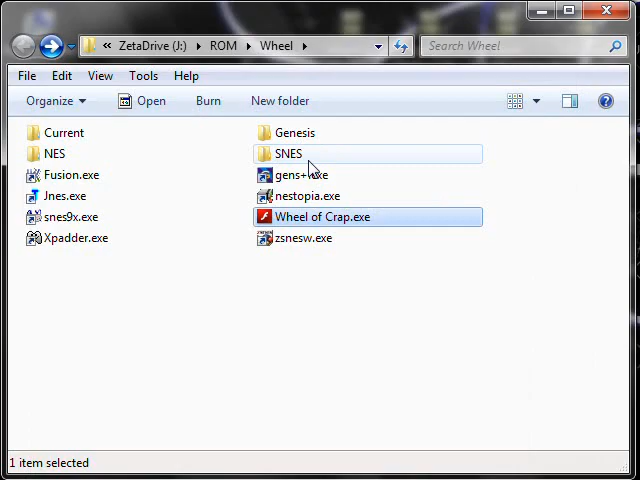 « ZetaDrive (J:) ROM Wheel Search Wheel
File Edit View Tools Help
Organize Open Burn New folder
Current Genesis
NES SNES
Fusion.exe
Jnes.exe nestopia.exe
snes9x.exe Wheel of Crap.exe
Xpadder.exe zsnesw.exe
1 item selected